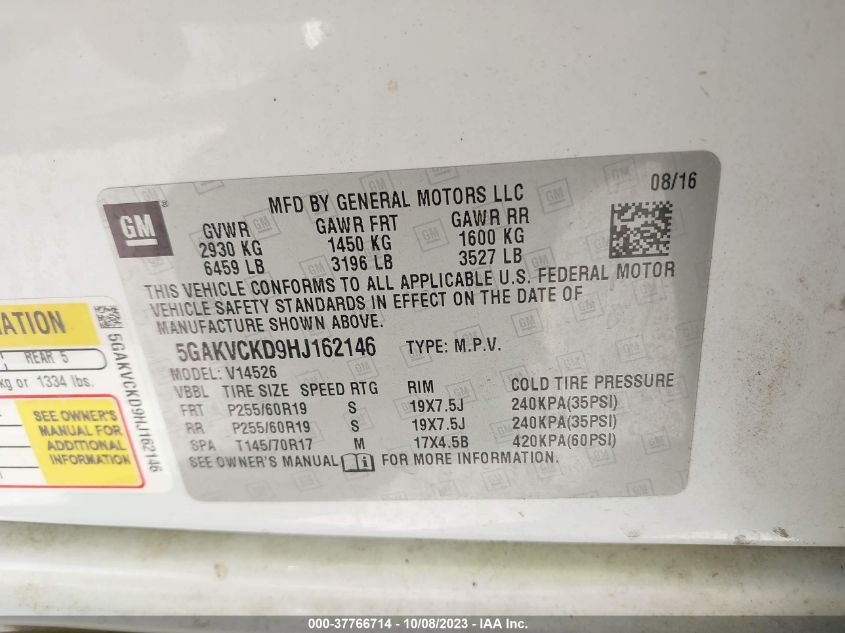 GM
®
MFD BY GENERAL MOTORS LLC
08/16
GVWR GAWR FRT GAWR RR
2930 KG 1450 KG 1600 KG
6459 LB 3196 LB 3527 LB
THIS VEHICLE CONFORMS TO ALL APPLICABLE U.S. FEDERAL MOTOR
VEHICLE SAFETY STANDARDS IN EFFECT ON THE DATE OF
MANUFACTURE SHOWN ABOVE.
5GAKVCKD9HJ162146 TYPE: M.P.V.
MODEL: V14526
VBBL TIRE SIZE SPEED RTG RIM COLD TIRE PRESSURE
FRT P255/60R19 S 19X7.5J 240KPA(35PSI)
RR P255/60R19 S 19X7.5J 240KPA(35PSI)
SPA T145/70R17 M 17X4.5B 420KPA(60PSI)
SEE OWNER'S MANUAL FOR MORE INFORMATION.
REAR 5
kg or 1334 lbs.
SEE OWNER'S
MANUAL FOR
ADDITIONAL
INFORMATION
5GAKVCKD9HJ162146
000-37766714 - 10/08/2023 - IAA Inc.